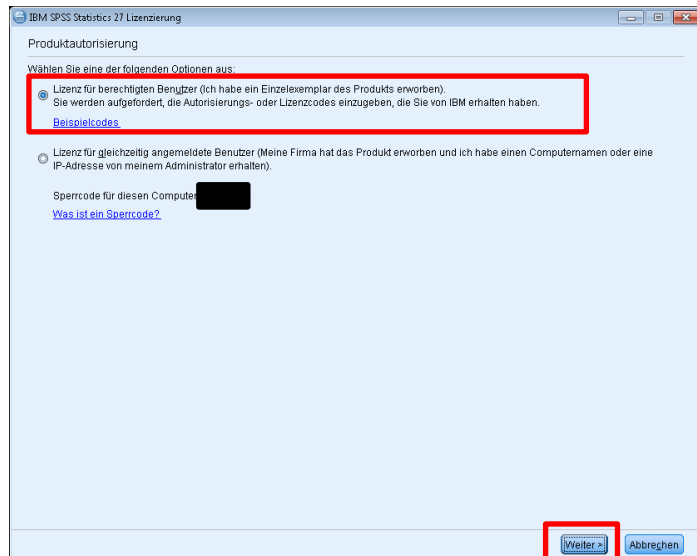 IBM SPSS Statistics 27 Lizenzierung
Produktautorisierung
Wählen Sie eine der folgenden Optionen aus:
Lizenz für berechtigten Benutzer (Ich habe ein Einzelexemplar des Produkts erworben).
Sie werden aufgefordert, die Autorisierungs- oder Lizenzcodes einzugeben, die Sie von IBM erhalten haben.
Beispielcodes
Lizenz für gleichzeitig angemeldete Benutzer (Meine Firma hat das Produkt erworben und ich habe einen Computernamen oder eine
IP-Adresse von meinem Administrator erhalten).
Sperrcode für diesen Computer
Was ist ein Sperrcode?
Weiter > Abbrechen